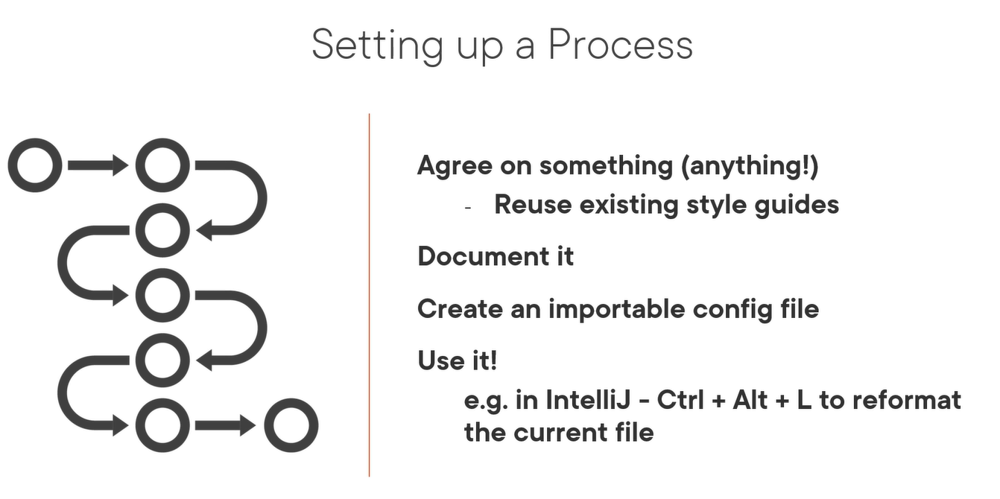 Setting up a Process
Agree on something (anything!)
- Reuse existing style guides
Document it
Create an importable config file
Use it!
e.g. in IntelliJ - Ctrl + Alt + L to reformat
the current file